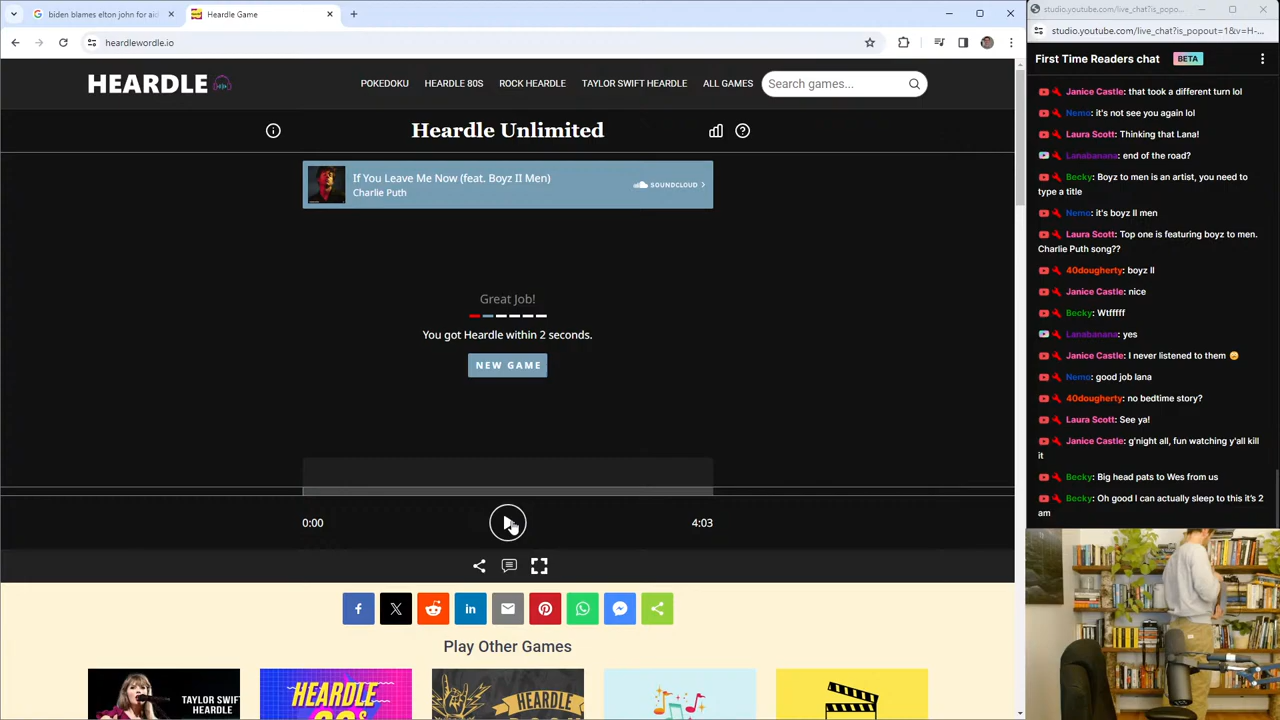 biden blames elton john for aid
Heardle Game
heardlewordle.io
HEARDLE
POKEDOKU
HEARDLE 80S
ROCK HEARDLE
TAYLOR SWIFT HEARDLE
ALL GAMES
Search games...
Heardle Unlimited
If You Leave Me Now (feat. Boyz II Men)
Charlie Puth
SOUNDCLOUD
Great Job!
You got Heardle within 2 seconds.
NEW GAME
0:00
4:03
Play Other Games
TAYLOR SWIFT
HEARDLE
HEARDLE
HEARDLE
studio.youtube.com/live_chat?is_popo...
studio.youtube.com/live_chat?is_popout=1&v=H-...
First Time Readers chat
BETA
Janice Castle: that took a different turn lol
Nemo: it's not see you again lol
Laura Scott: Thinking that Lana!
Lanabanana: end of the road?
Becky: Boyz to men is an artist, you need to
type a title
Nemo: it's boyz II men
Laura Scott: Top one is featuring boyz to men.
Charlie Puth song??
40dougherty: boyz II
Janice Castle: nice
Becky: Wtfffff
Lanabanana: yes
Janice Castle: I never listened to them 😔
Nemo: good job lana
40dougherty: no bedtime story?
Laura Scott: See ya!
Janice Castle: g'night all, fun watching y'all kill
it
Becky: Big head pats to Wes from us
Becky: Oh good I can actually sleep to this it's 2
am